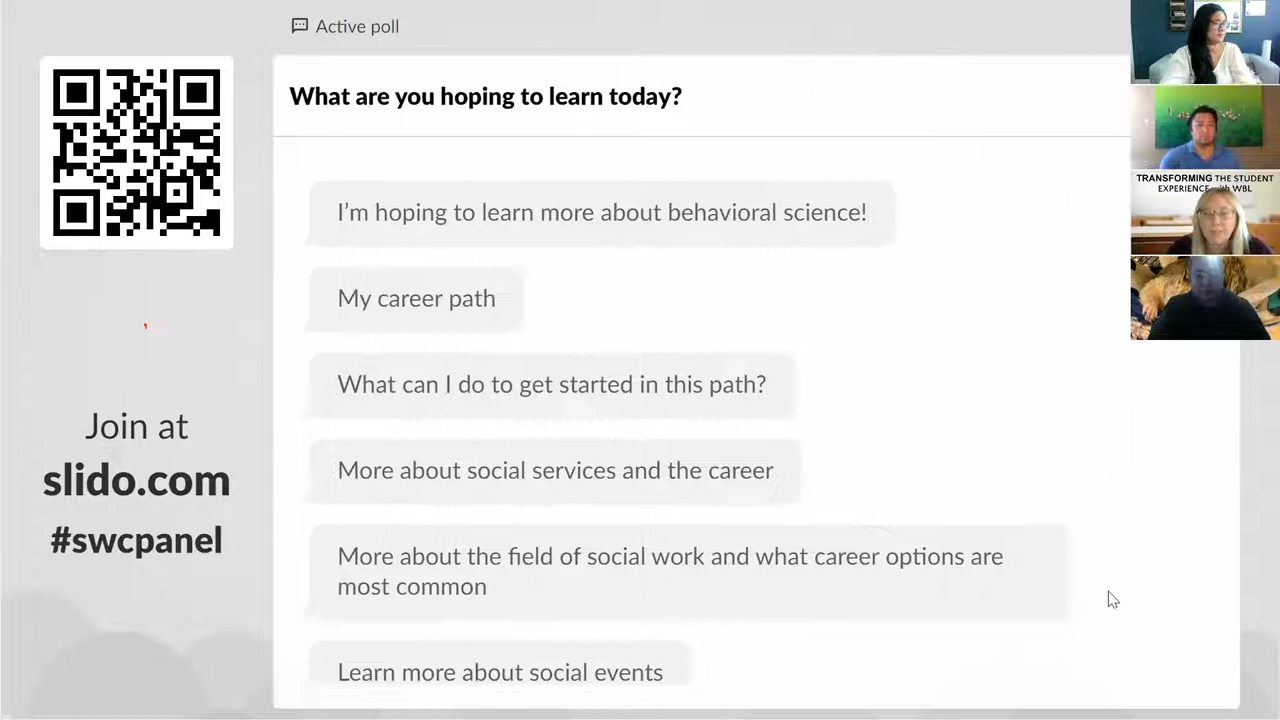 Active poll
What are you hoping to learn today?
I'm hoping to learn more about behavioral science!
My career path
What can I do to get started in this path?
More about social services and the career
More about the field of social work and what career options are
most common
Learn more about social events
Join at
slido.com
#swcpanel
TRANSFORMING THE STUDENT
EXPERIENCE with WBL